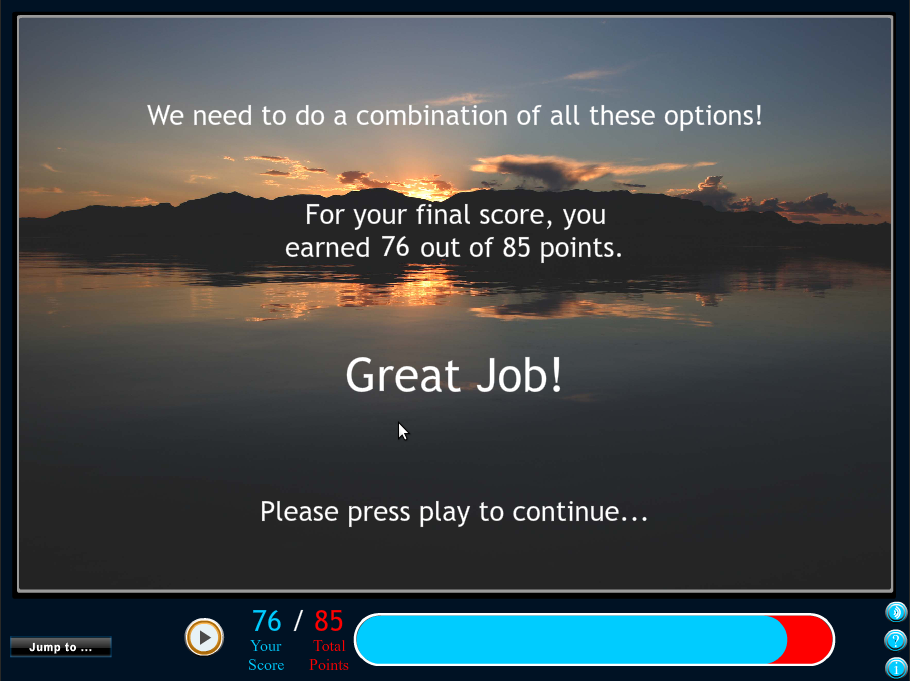 We need to do a combination of all these options!
For your final score, you
earned 76 out of 85 points.
Great Job!
Please press play to continue...
Jump to ...
76 / 85
Your Total
Score Points
?
i